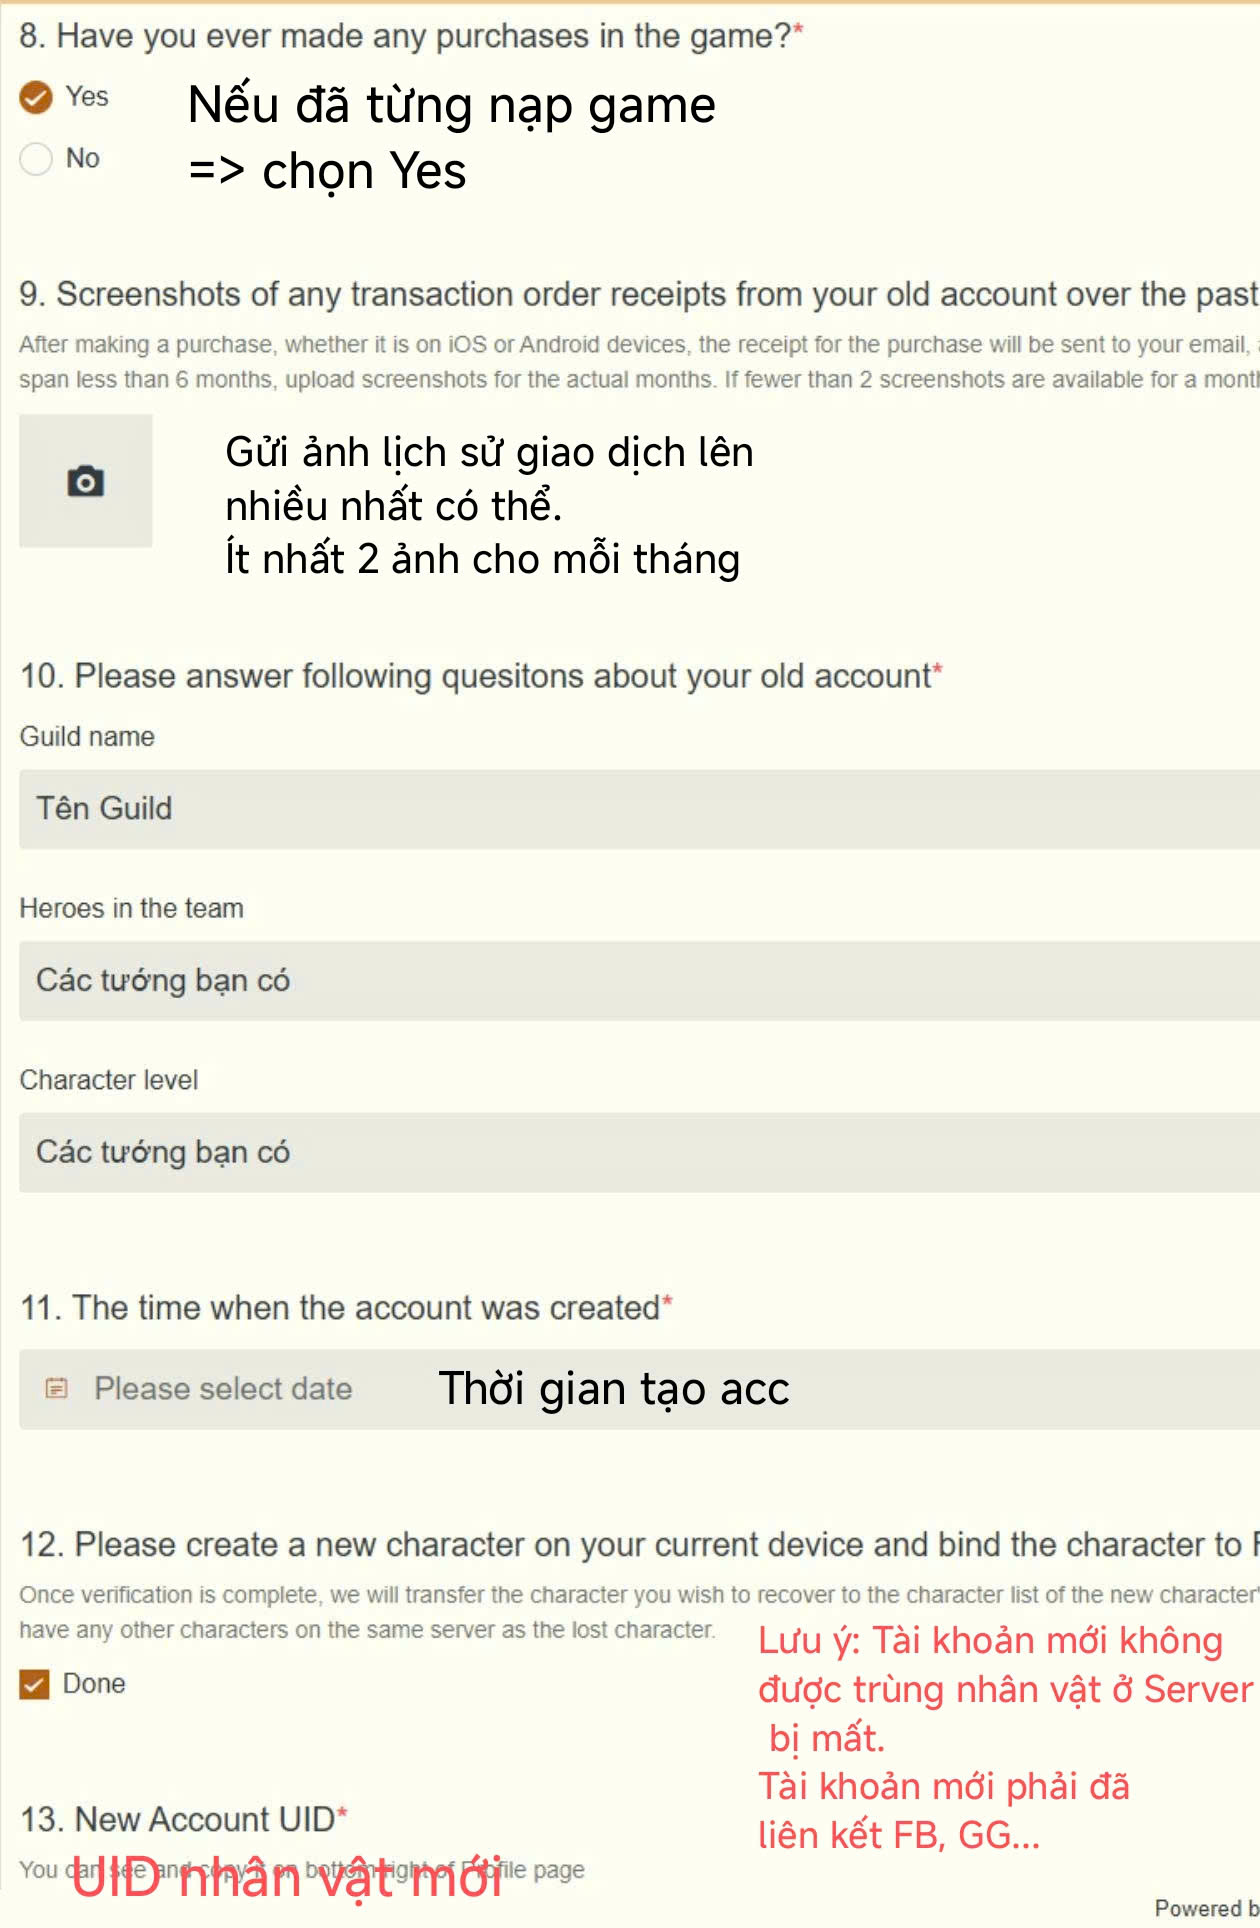 8. Have you ever made any purchases in the game?*
Yes
Nếu đã từng nạp game
No
=> chọn Yes
9. Screenshots of any transaction order receipts from your old account over the past
After making a purchase, whether it is on iOS or Android devices, the receipt for the purchase will be sent to your email,
span less than 6 months, upload screenshots for the actual months. If fewer than 2 screenshots are available for a month
Gửi ảnh lịch sử giao dịch lên
nhiều nhất có thể.
Ít nhất 2 ảnh cho mỗi tháng
10. Please answer following quesitons about your old account*
Guild name
Tên Guild
Heroes in the team
Các tướng bạn có
Character level
Các tướng bạn có
11. The time when the account was created*
Please select date
Thời gian tạo acc
12. Please create a new character on your current device and bind the character to
Once verification is complete, we will transfer the character you wish to recover to the character list of the new character'
have any other characters on the same server as the lost character.
Lưu ý: Tài khoản mới không
được trùng nhân vật ở Server
bị mất.
Tài khoản mới phải đã
liên kết FB, GG...
Done
13. New Account UID*
You can see and copy it on bottom right of Profile page
UID nhân vật mới
Powered b